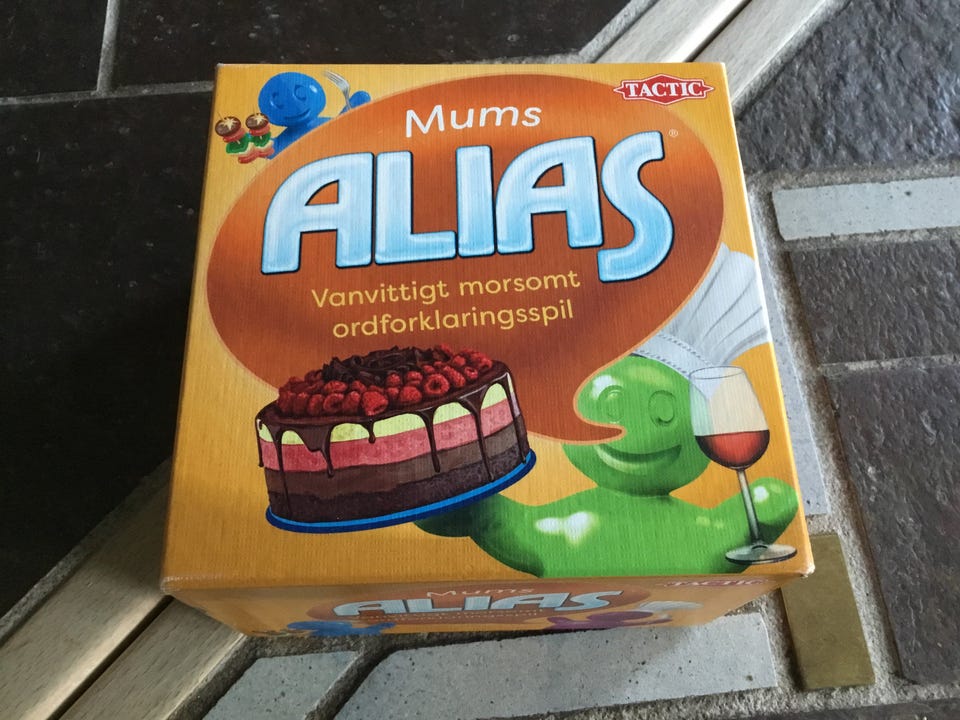 TACTIC
Mums
ALIAS®
Vanvittigt morsomt
ordforklaringsspil
Mums
ALIAS
TACTIC